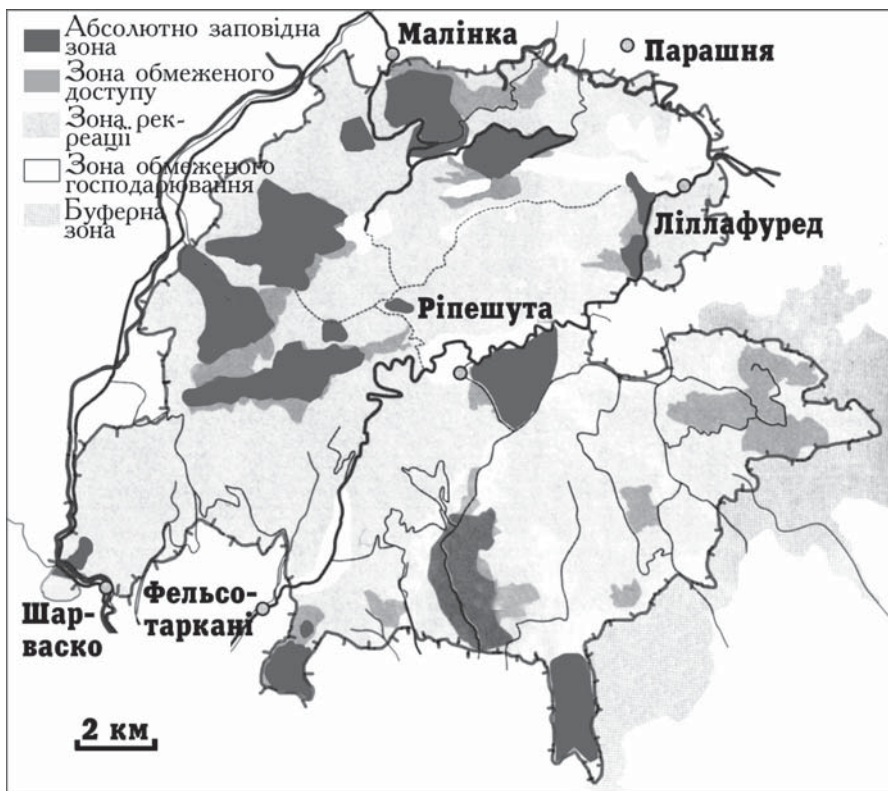 Абсолютно заповідна
зона
Зона обмеженого
доступу
Зона рек-
реації
Зона обмеженого
господарювання
Буферна
зона
Малінка
Парашня
Ліллафуред
Ріпешута
Шар-
васко
Фельсо-
таркані
2 км